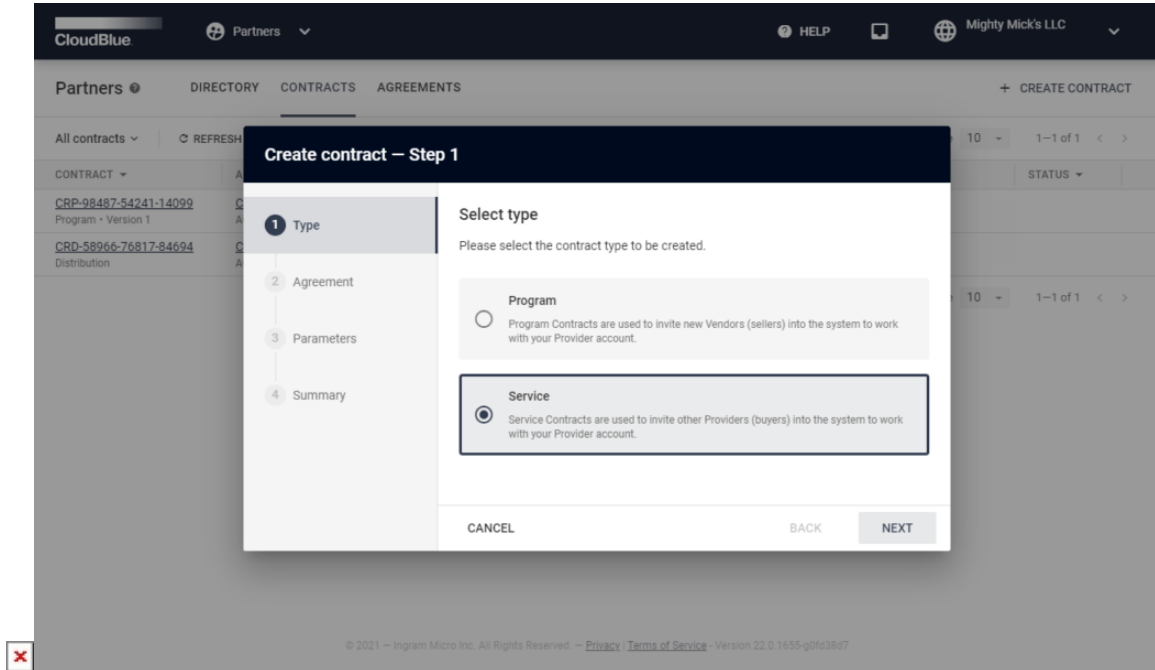 CloudBlue
Partners
HELP
Mighty Mick's LLC
Partners
DIRECTORY
CONTRACTS
AGREEMENTS
+ CREATE CONTRACT
All contracts
REFRESH
10
1–1 of 1
CONTRACT
STATUS
CRP-98487-54241-14099
Program • Version 1
CRD-58966-76817-84694
Distribution
10
1–1 of 1
Create contract — Step 1
1 Type
2 Agreement
3 Parameters
4 Summary
Select type
Please select the contract type to be created.
Program
Program Contracts are used to invite new Vendors (sellers) into the system to work
with your Provider account.
Service
Service Contracts are used to invite other Providers (buyers) into the system to work
with your Provider account.
CANCEL
BACK
NEXT
© 2021 — Ingram Micro Inc. All Rights Reserved. — Privacy | Terms of Service - Version 22.0.1655-g0fd38d7